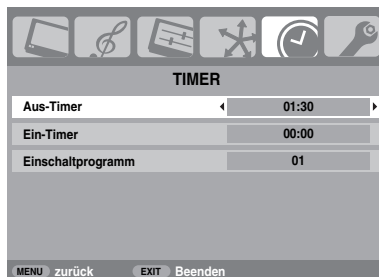 TIMER
Aus-Timer 01:30
Ein-Timer 00:00
Einschaltprogramm 01
MENU zurück EXIT Beenden